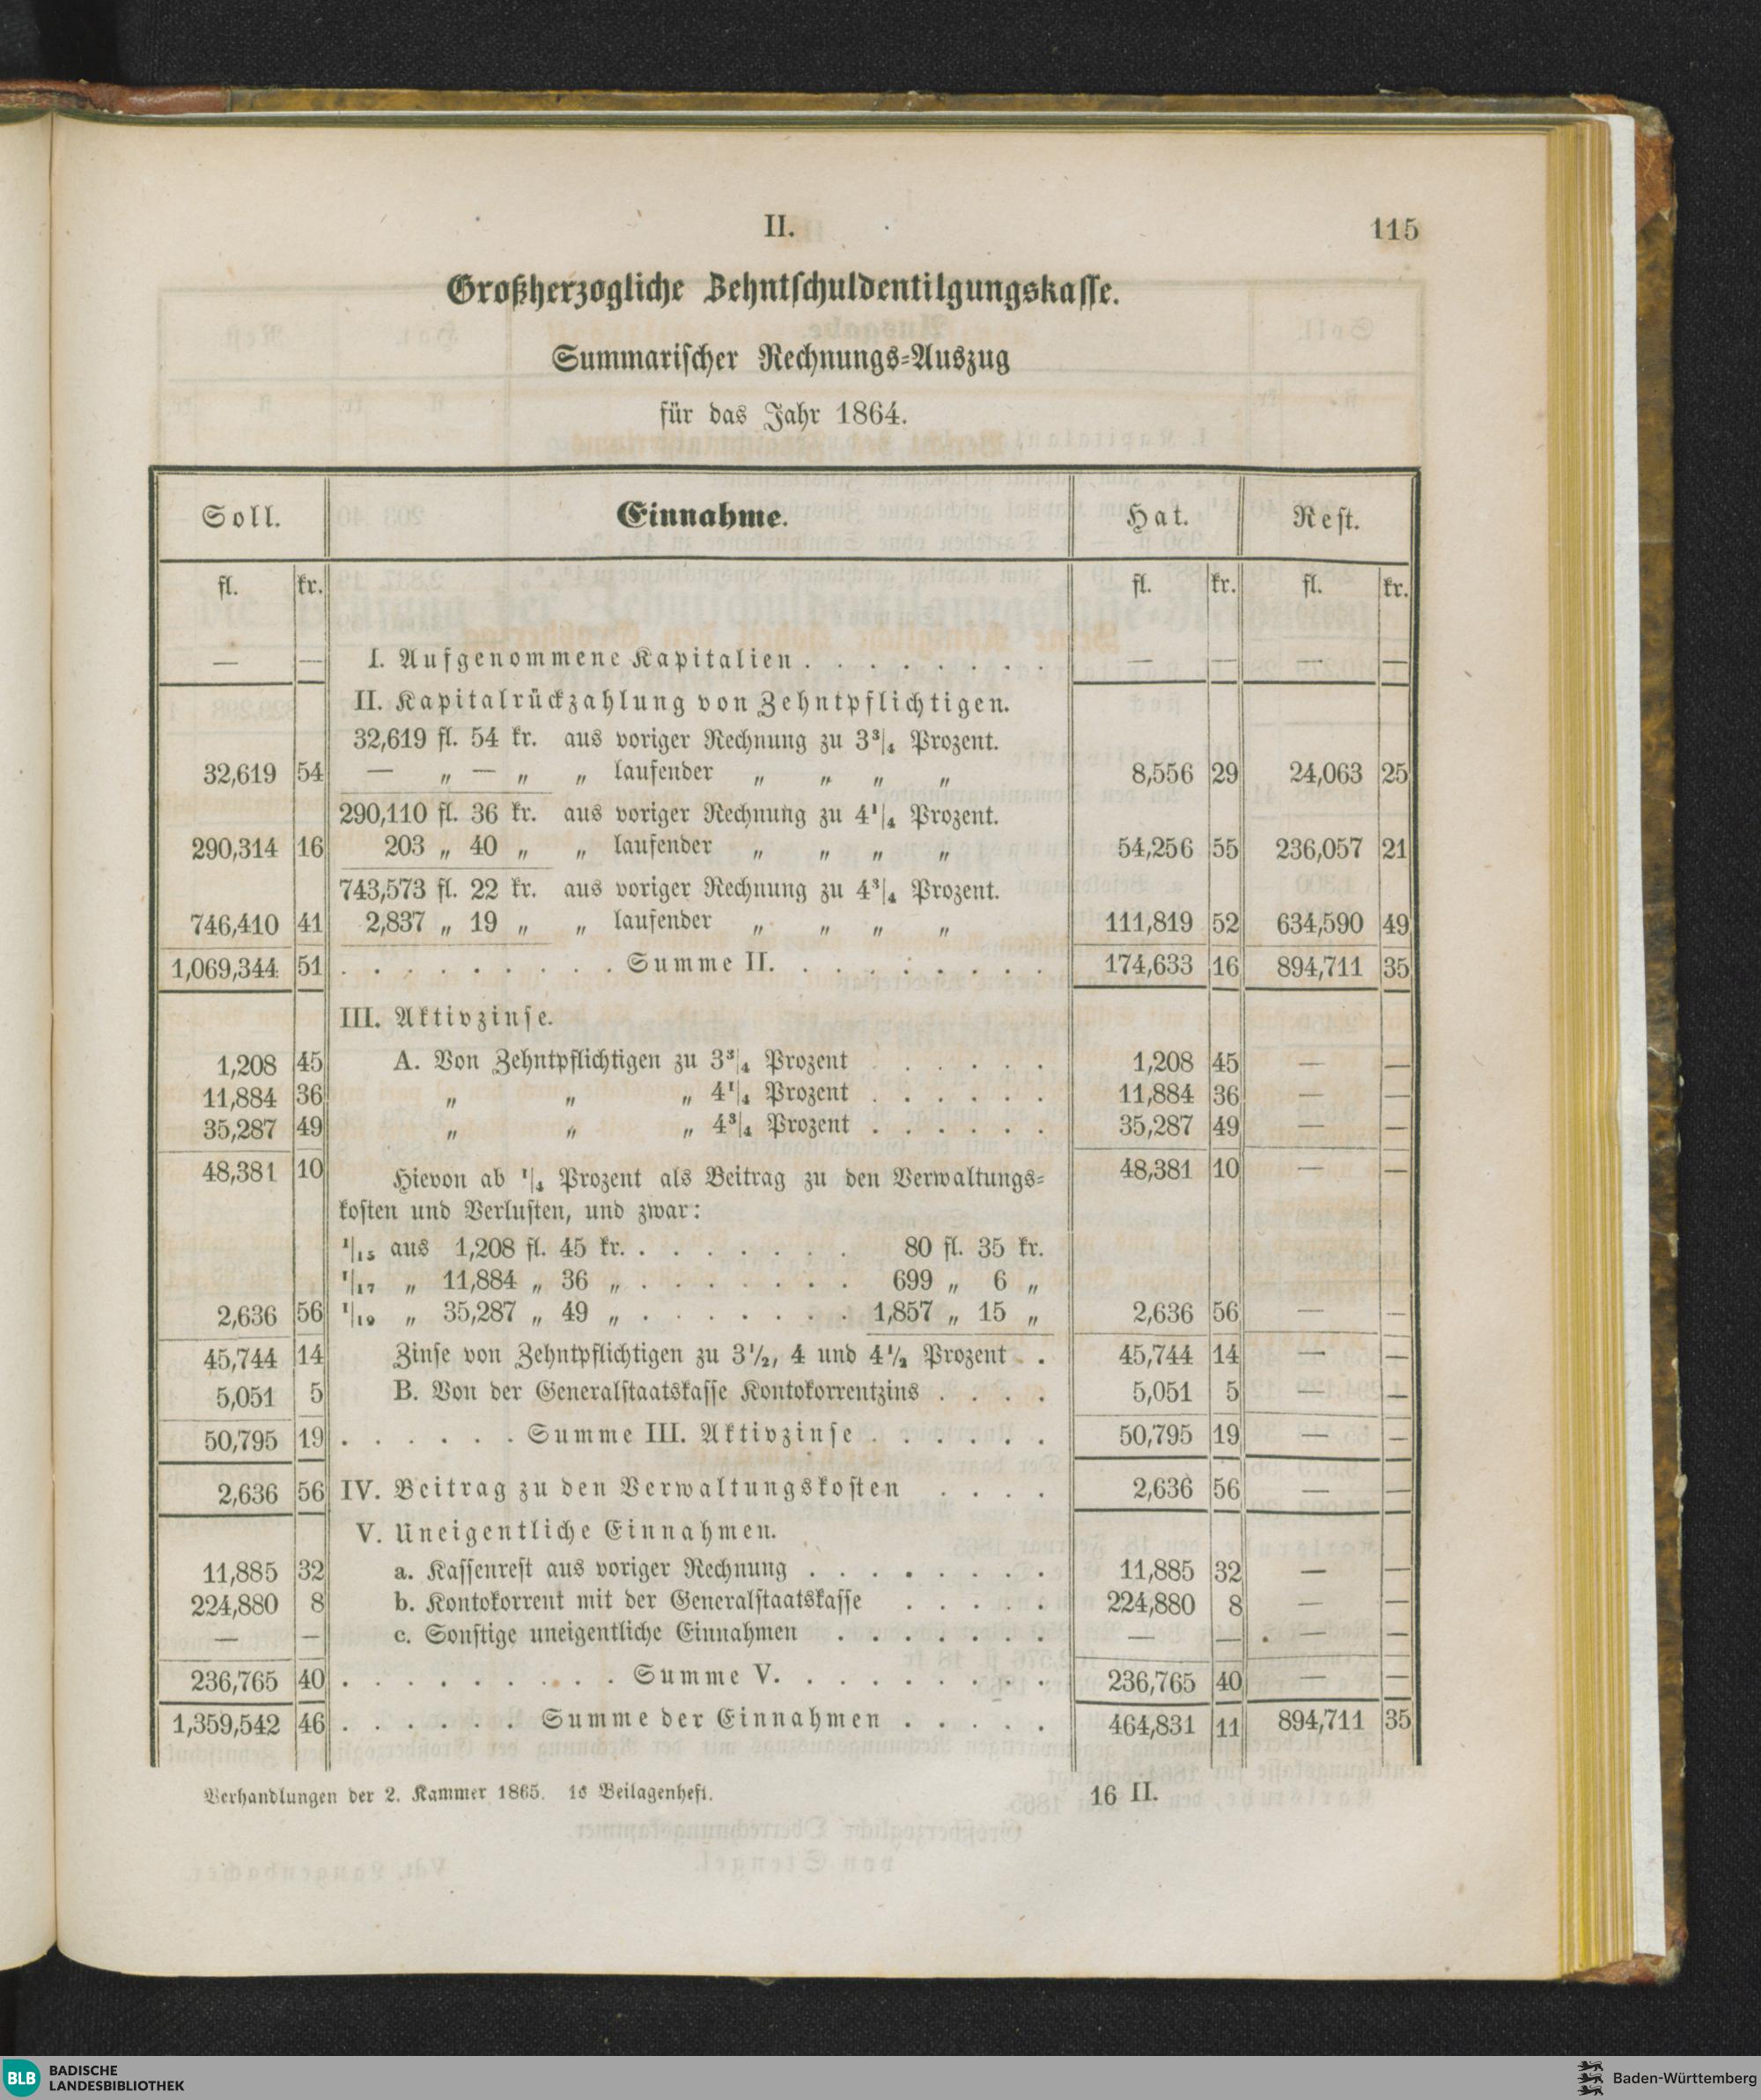 II.
115
Großherzogliche Zehntschuldentilgungskasse.
Summarischer Rechnungs-Auszug
für das Jahr 1864.
Soll. Einnahme. Hat. Rest.
fl. kr. fl. kr. fl. kr.
— — I. Aufgenommene Kapitalien . . . . . . . . — — — —
II. Kapitalrückzahlung von Zehntpflichtigen.
32,619 fl. 54 kr. aus voriger Rechnung zu 3³/₄ Prozent.
32,619 54 — „ — „ „ laufender „ „ „ „ 8,556 29 24,063 25
290,110 fl. 36 kr. aus voriger Rechnung zu 4¹/₄ Prozent.
290,314 16 203 „ 40 „ „ laufender „ „ „ „ 54,256 55 236,057 21
743,573 fl. 22 kr. aus voriger Rechnung zu 4³/₄ Prozent.
746,410 41 2,837 „ 19 „ „ laufender „ „ „ „ 111,819 52 634,590 49
1,069,344 51 . . . . . . . . . Summe II. . . . . . . . . 174,633 16 894,711 35
III. Aktivzinse.
1,208 45 A. Von Zehntpflichtigen zu 3³/₄ Prozent . . . . . . 1,208 45 — —
11,884 36 „ „ „ 4¹/₄ Prozent . . . . . . 11,884 36 — —
35,287 49 „ „ „ 4³/₄ Prozent . . . . . . 35,287 49 — —
48,381 10 Hievon ab ¹/₄ Prozent als Beitrag zu den Verwaltungs- 48,381 10 — —
kosten und Verlusten, und zwar:
¹/₁₅ aus 1,208 fl. 45 kr. . . . . . . . 80 fl. 35 kr.
¹/₁₇ „ 11,884 „ 36 „ . . . . . . . 699 „ 6 „
2,636 56 ¹/₁₉ „ 35,287 „ 49 „ . . . . . . . 1,857 „ 15 „ 2,636 56 — —
45,744 14 Zinse von Zehntpflichtigen zu 3¹/₂, 4 und 4¹/₂ Prozent . . 45,744 14 — —
5,051 5 B. Von der Generalstaatskasse Kontokorrentzins . . . . 5,051 5 — —
50,795 19 . . . . . . Summe III. Aktivzinse . . . . . . 50,795 19 — —
2,636 56 IV. Beitrag zu den Verwaltungskosten . . . . 2,636 56 — —
V. Uneigentliche Einnahmen.
11,885 32 a. Kassenrest aus voriger Rechnung . . . . . . . . 11,885 32 — —
224,880 8 b. Kontokorrent mit der Generalstaatskasse . . . . . 224,880 8 — —
— — c. Sonstige uneigentliche Einnahmen . . . . . . . — — — —
236,765 40 . . . . . . . . . Summe V. . . . . . . . . 236,765 40 — —
1,359,542 46 . . . . . . Summe der Einnahmen . . . . . 464,831 11 894,711 35
Verhandlungen der 2. Kammer 1865. 1s Beilagenheft. 16 II.
BLB BADISCHE
LANDESBIBLIOTHEK
Baden-Württemberg